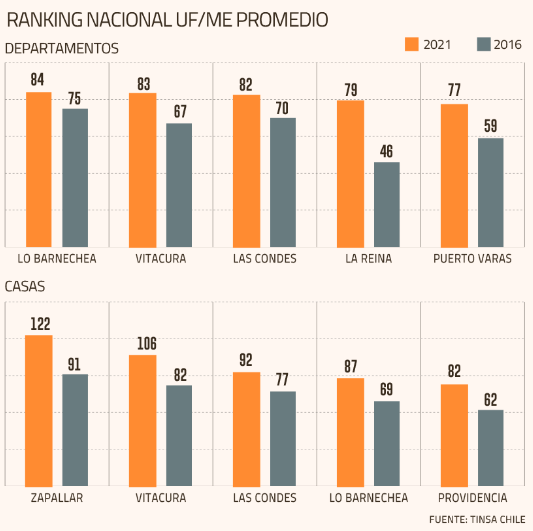 RANKING NACIONAL UF/ME PROMEDIO
DEPARTAMENTOS
2021 2016
84 75 83 67 82 70 79 46 77 59
LO BARNECHEA VITACURA LAS CONDES LA REINA PUERTO VARAS
CASAS
122 91 106 82 92 77 87 69 82 62
ZAPALLAR VITACURA LAS CONDES LO BARNECHEA PROVIDENCIA
FUENTE: TINSA CHILE